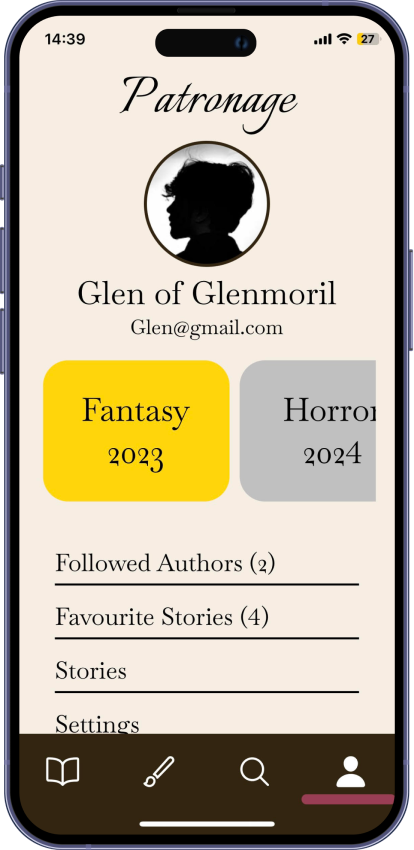 14:39
27
Patronage
Glen of Glenmoril
Glen@gmail.com
Fantasy
2023
Horror
2024
Followed Authors (2)
Favourite Stories (4)
Stories
Settings